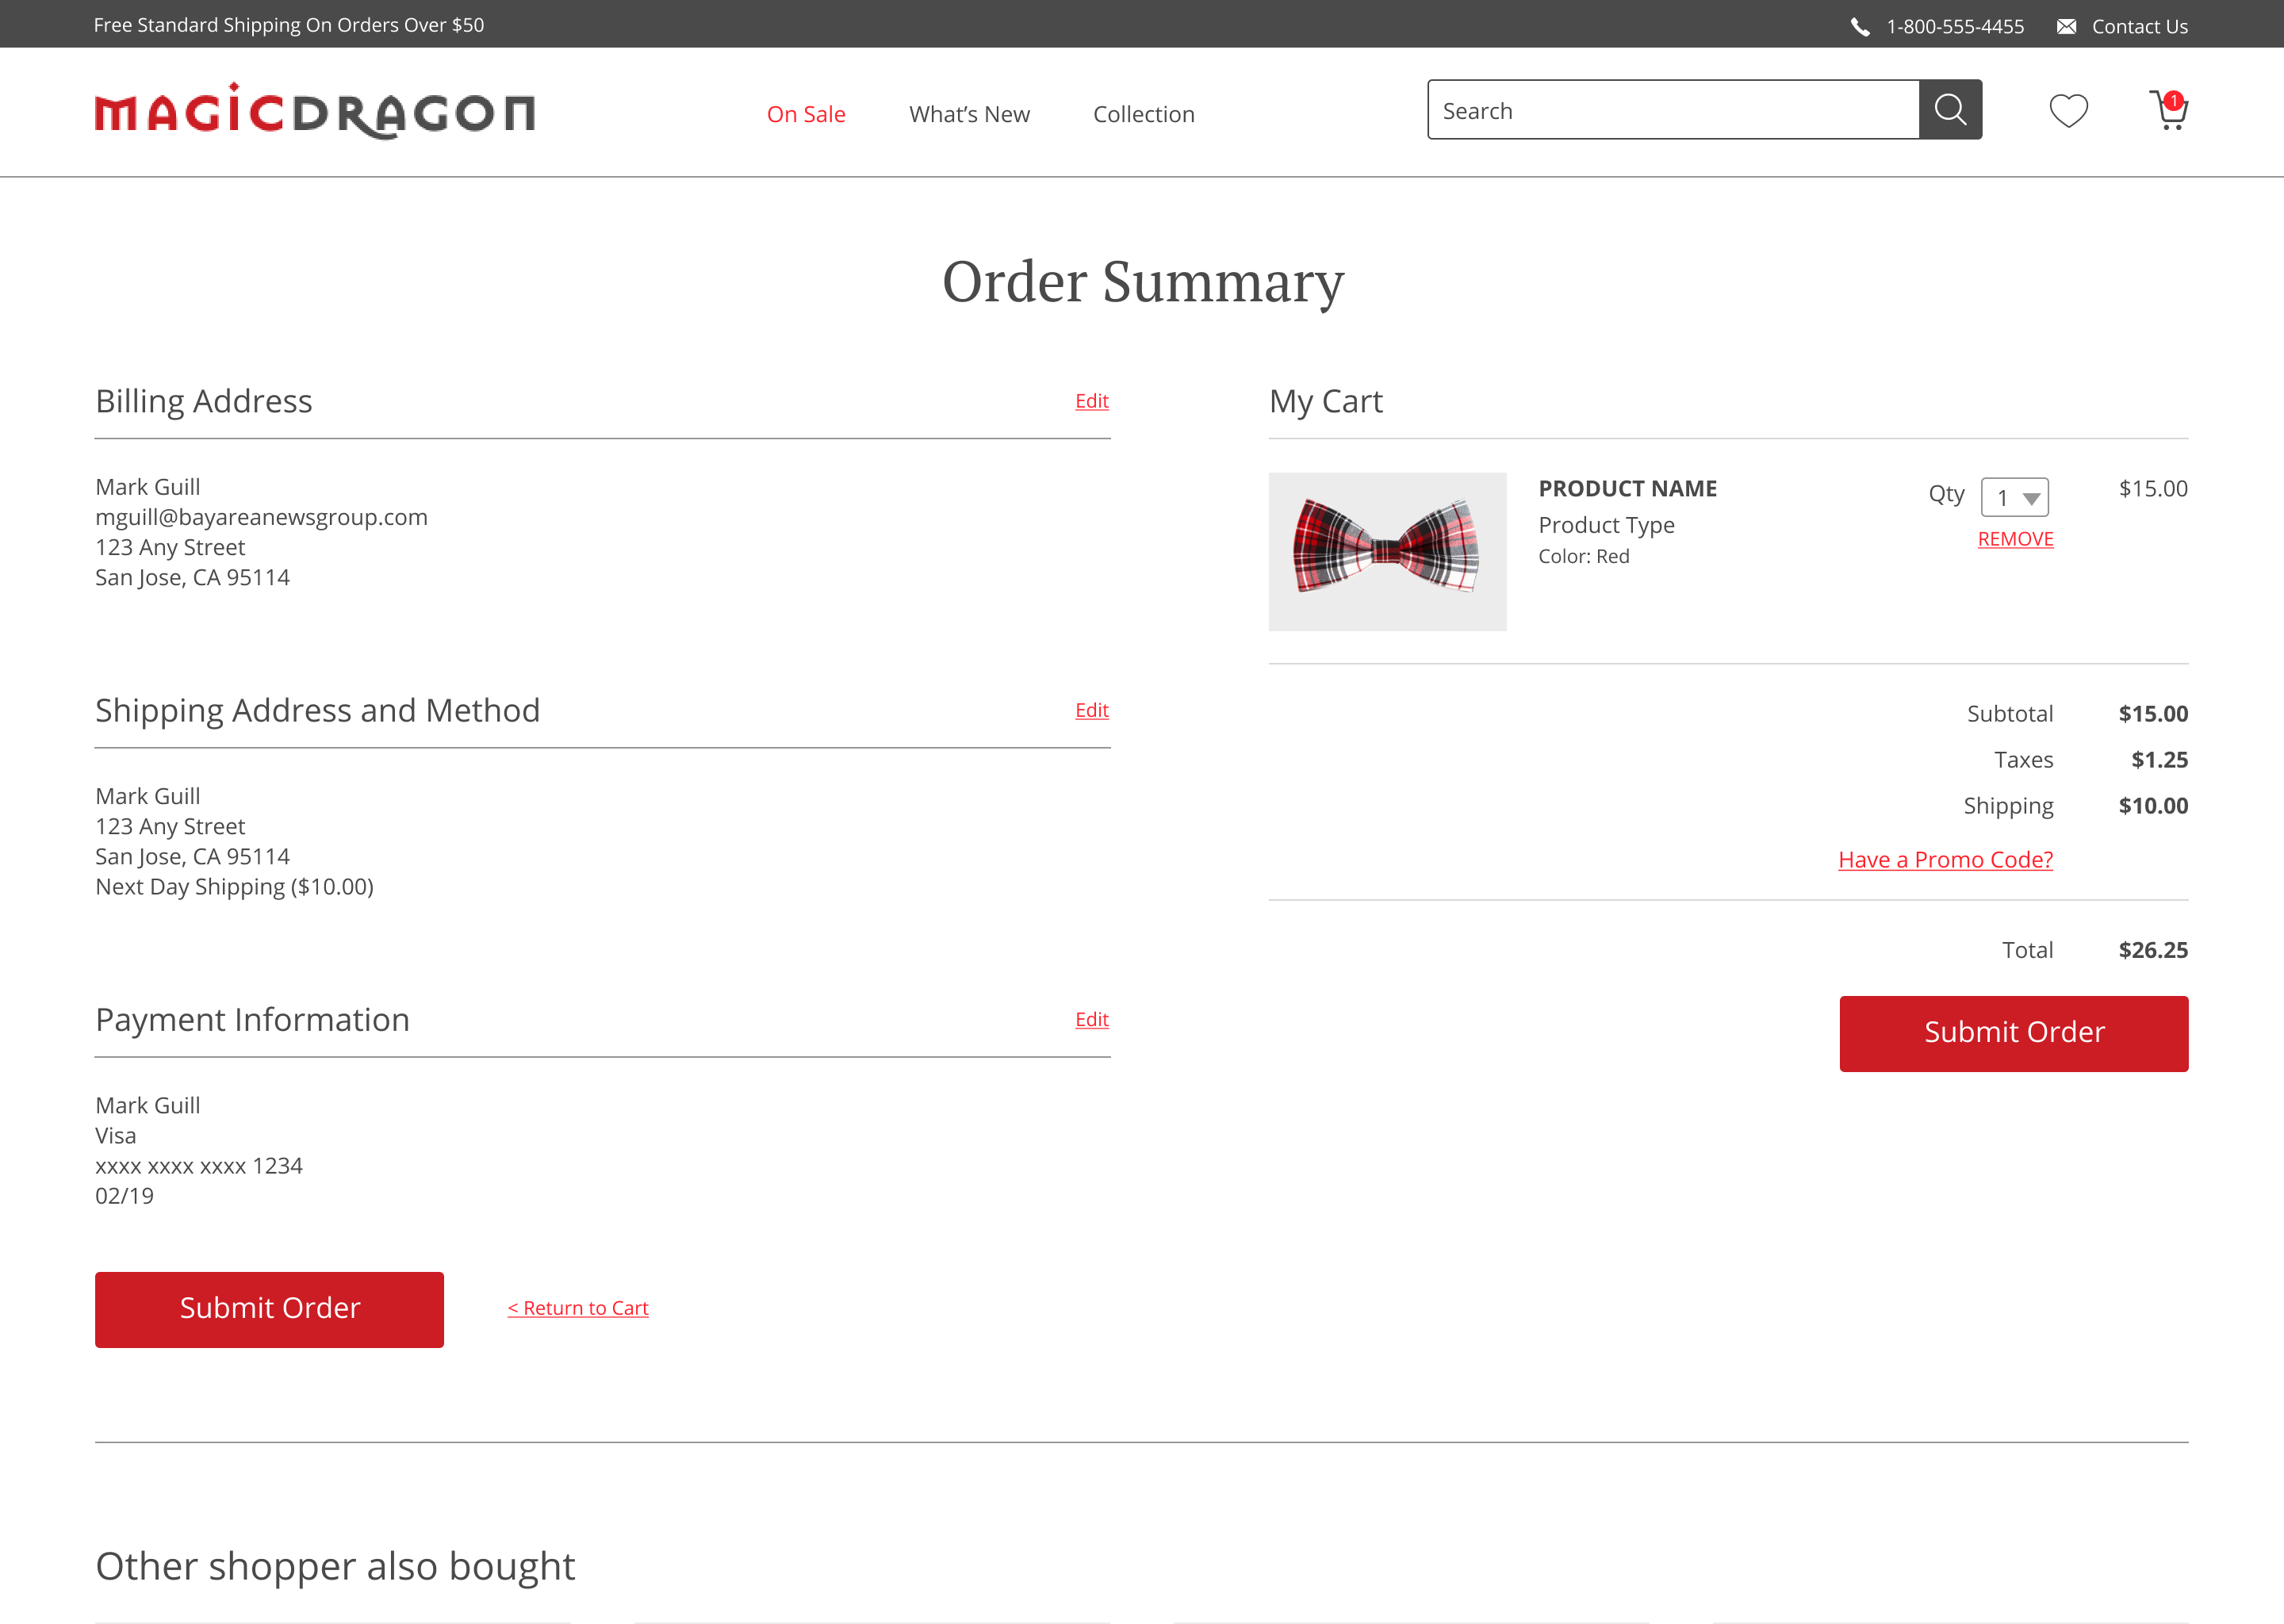 Free Standard Shipping On Orders Over $50
1-800-555-4455
Contact Us
MAGICDRAGON
On Sale
What’s New
Collection
Search
1
Order Summary
Billing Address
Edit
Mark Guill
mguill@bayareanewsgroup.com
123 Any Street
San Jose, CA 95114
Shipping Address and Method
Edit
Mark Guill
123 Any Street
San Jose, CA 95114
Next Day Shipping ($10.00)
Payment Information
Edit
Mark Guill
Visa
xxxx xxxx xxxx 1234
02/19
Submit Order
< Return to Cart
My Cart
PRODUCT NAME
Product Type
Color: Red
Qty 1
REMOVE
$15.00
Subtotal $15.00
Taxes $1.25
Shipping $10.00
Have a Promo Code?
Total $26.25
Submit Order
Other shopper also bought